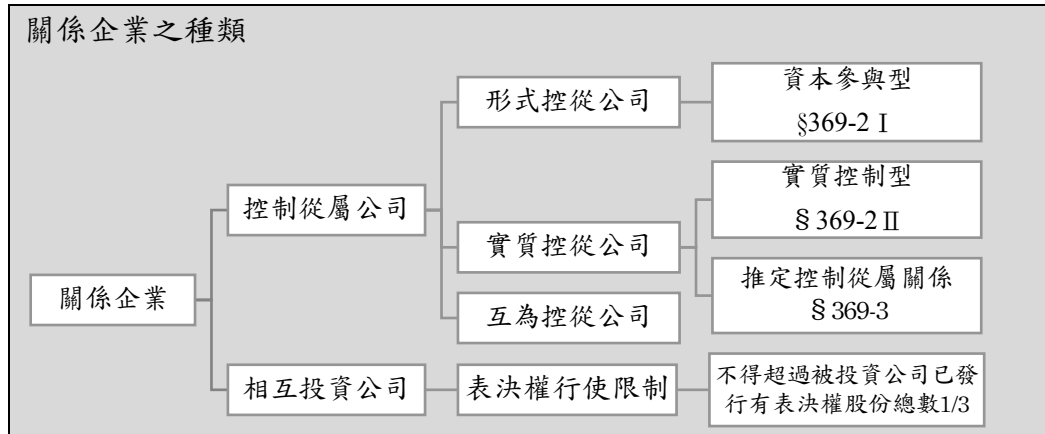 關係企業之種類
形式控從公司
資本參與型
§369-2 I
控制從屬公司
實質控從公司
實質控制型
§369-2 II
推定控制從屬關係
§369-3
關係企業
互為控從公司
相互投資公司
表決權行使限制
不得超過被投資公司已發
行有表決權股份總數1/3